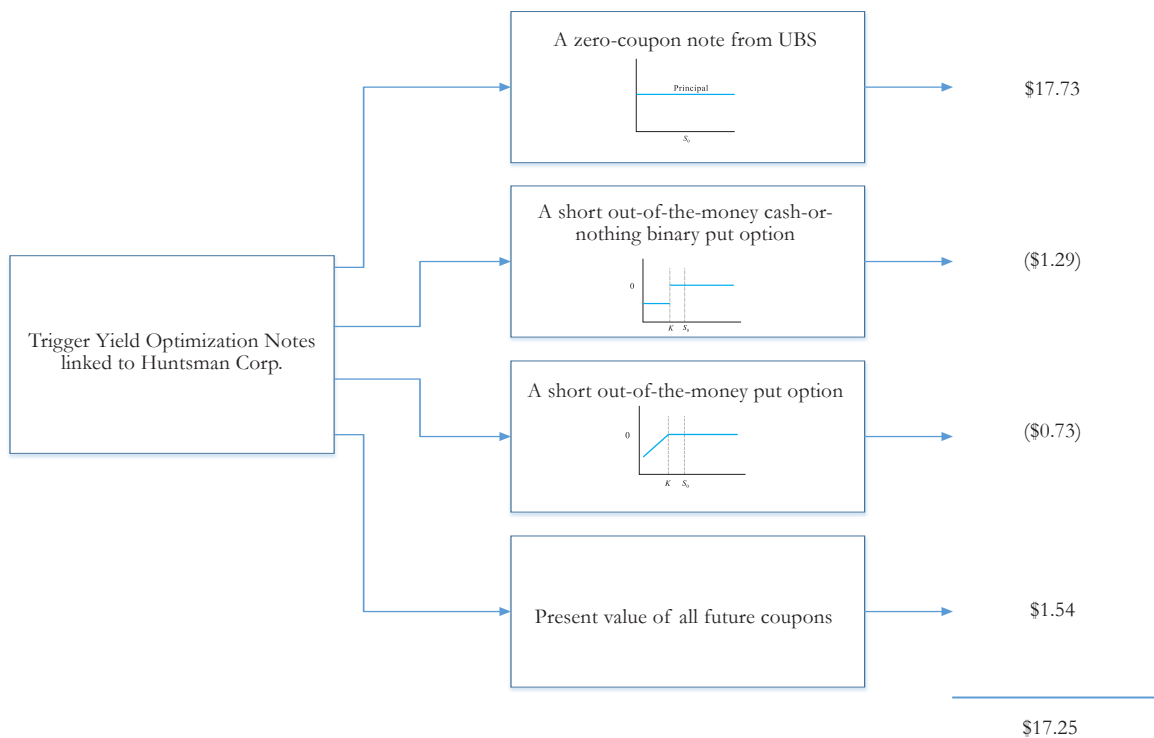 A zero-coupon note from UBS
Principal
S0
$17.73
A short out-of-the-money cash-or-
nothing binary put option
0
K
S0
($1.29)
Trigger Yield Optimization Notes
linked to Huntsman Corp.
A short out-of-the-money put option
0
K
S0
($0.73)
Present value of all future coupons
$1.54
$17.25